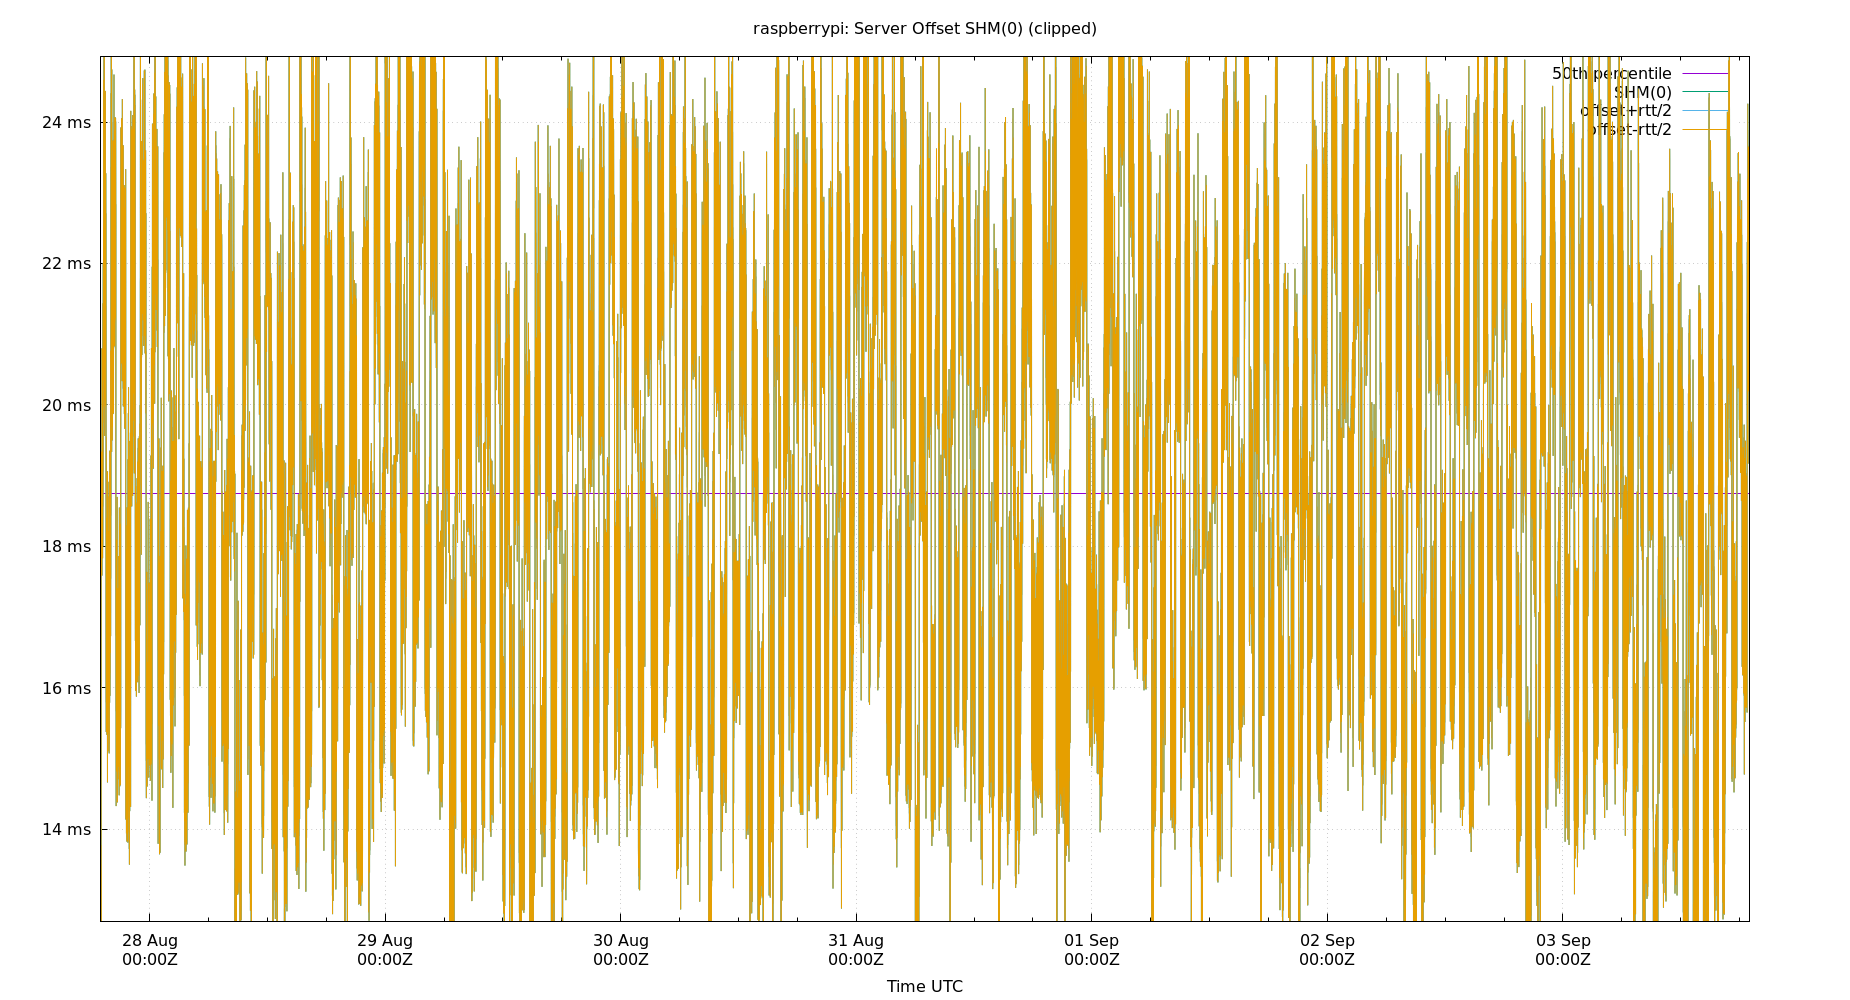 raspberrypi: Server Offset SHM(0) (clipped)
50th percentile
SHM(0)
offset+rtt/2
offset-rtt/2
24 ms
22 ms
20 ms
18 ms
16 ms
14 ms
28 Aug 29 Aug 30 Aug 31 Aug 01 Sep 02 Sep 03 Sep
00:00Z 00:00Z 00:00Z 00:00Z 00:00Z 00:00Z 00:00Z
Time UTC